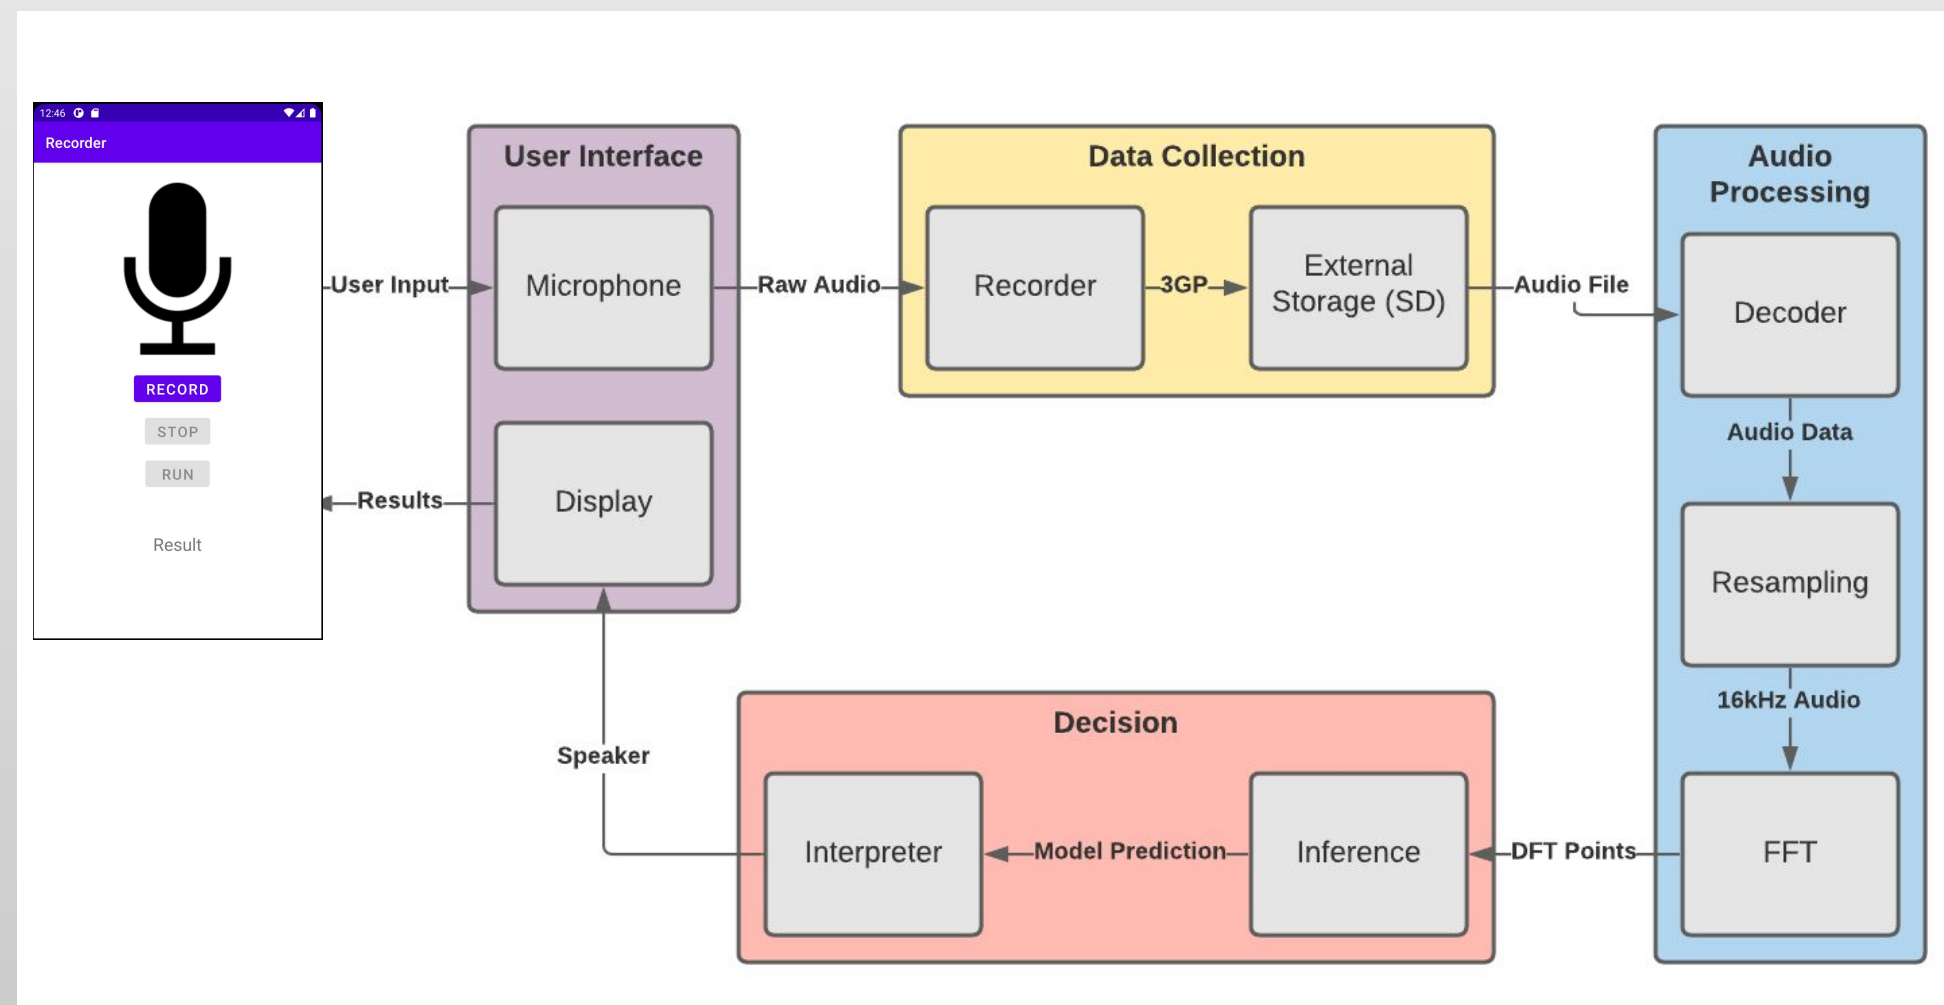 12:46
Recorder
RECORD
STOP
RUN
Result
User Input
Results
User Interface
Microphone
Display
Raw Audio
Data Collection
Recorder
3GP
External
Storage (SD)
Audio File
Audio
Processing
Decoder
Audio Data
Resampling
16kHz Audio
FFT
DFT Points
Decision
Inference
Model Prediction
Interpreter
Speaker